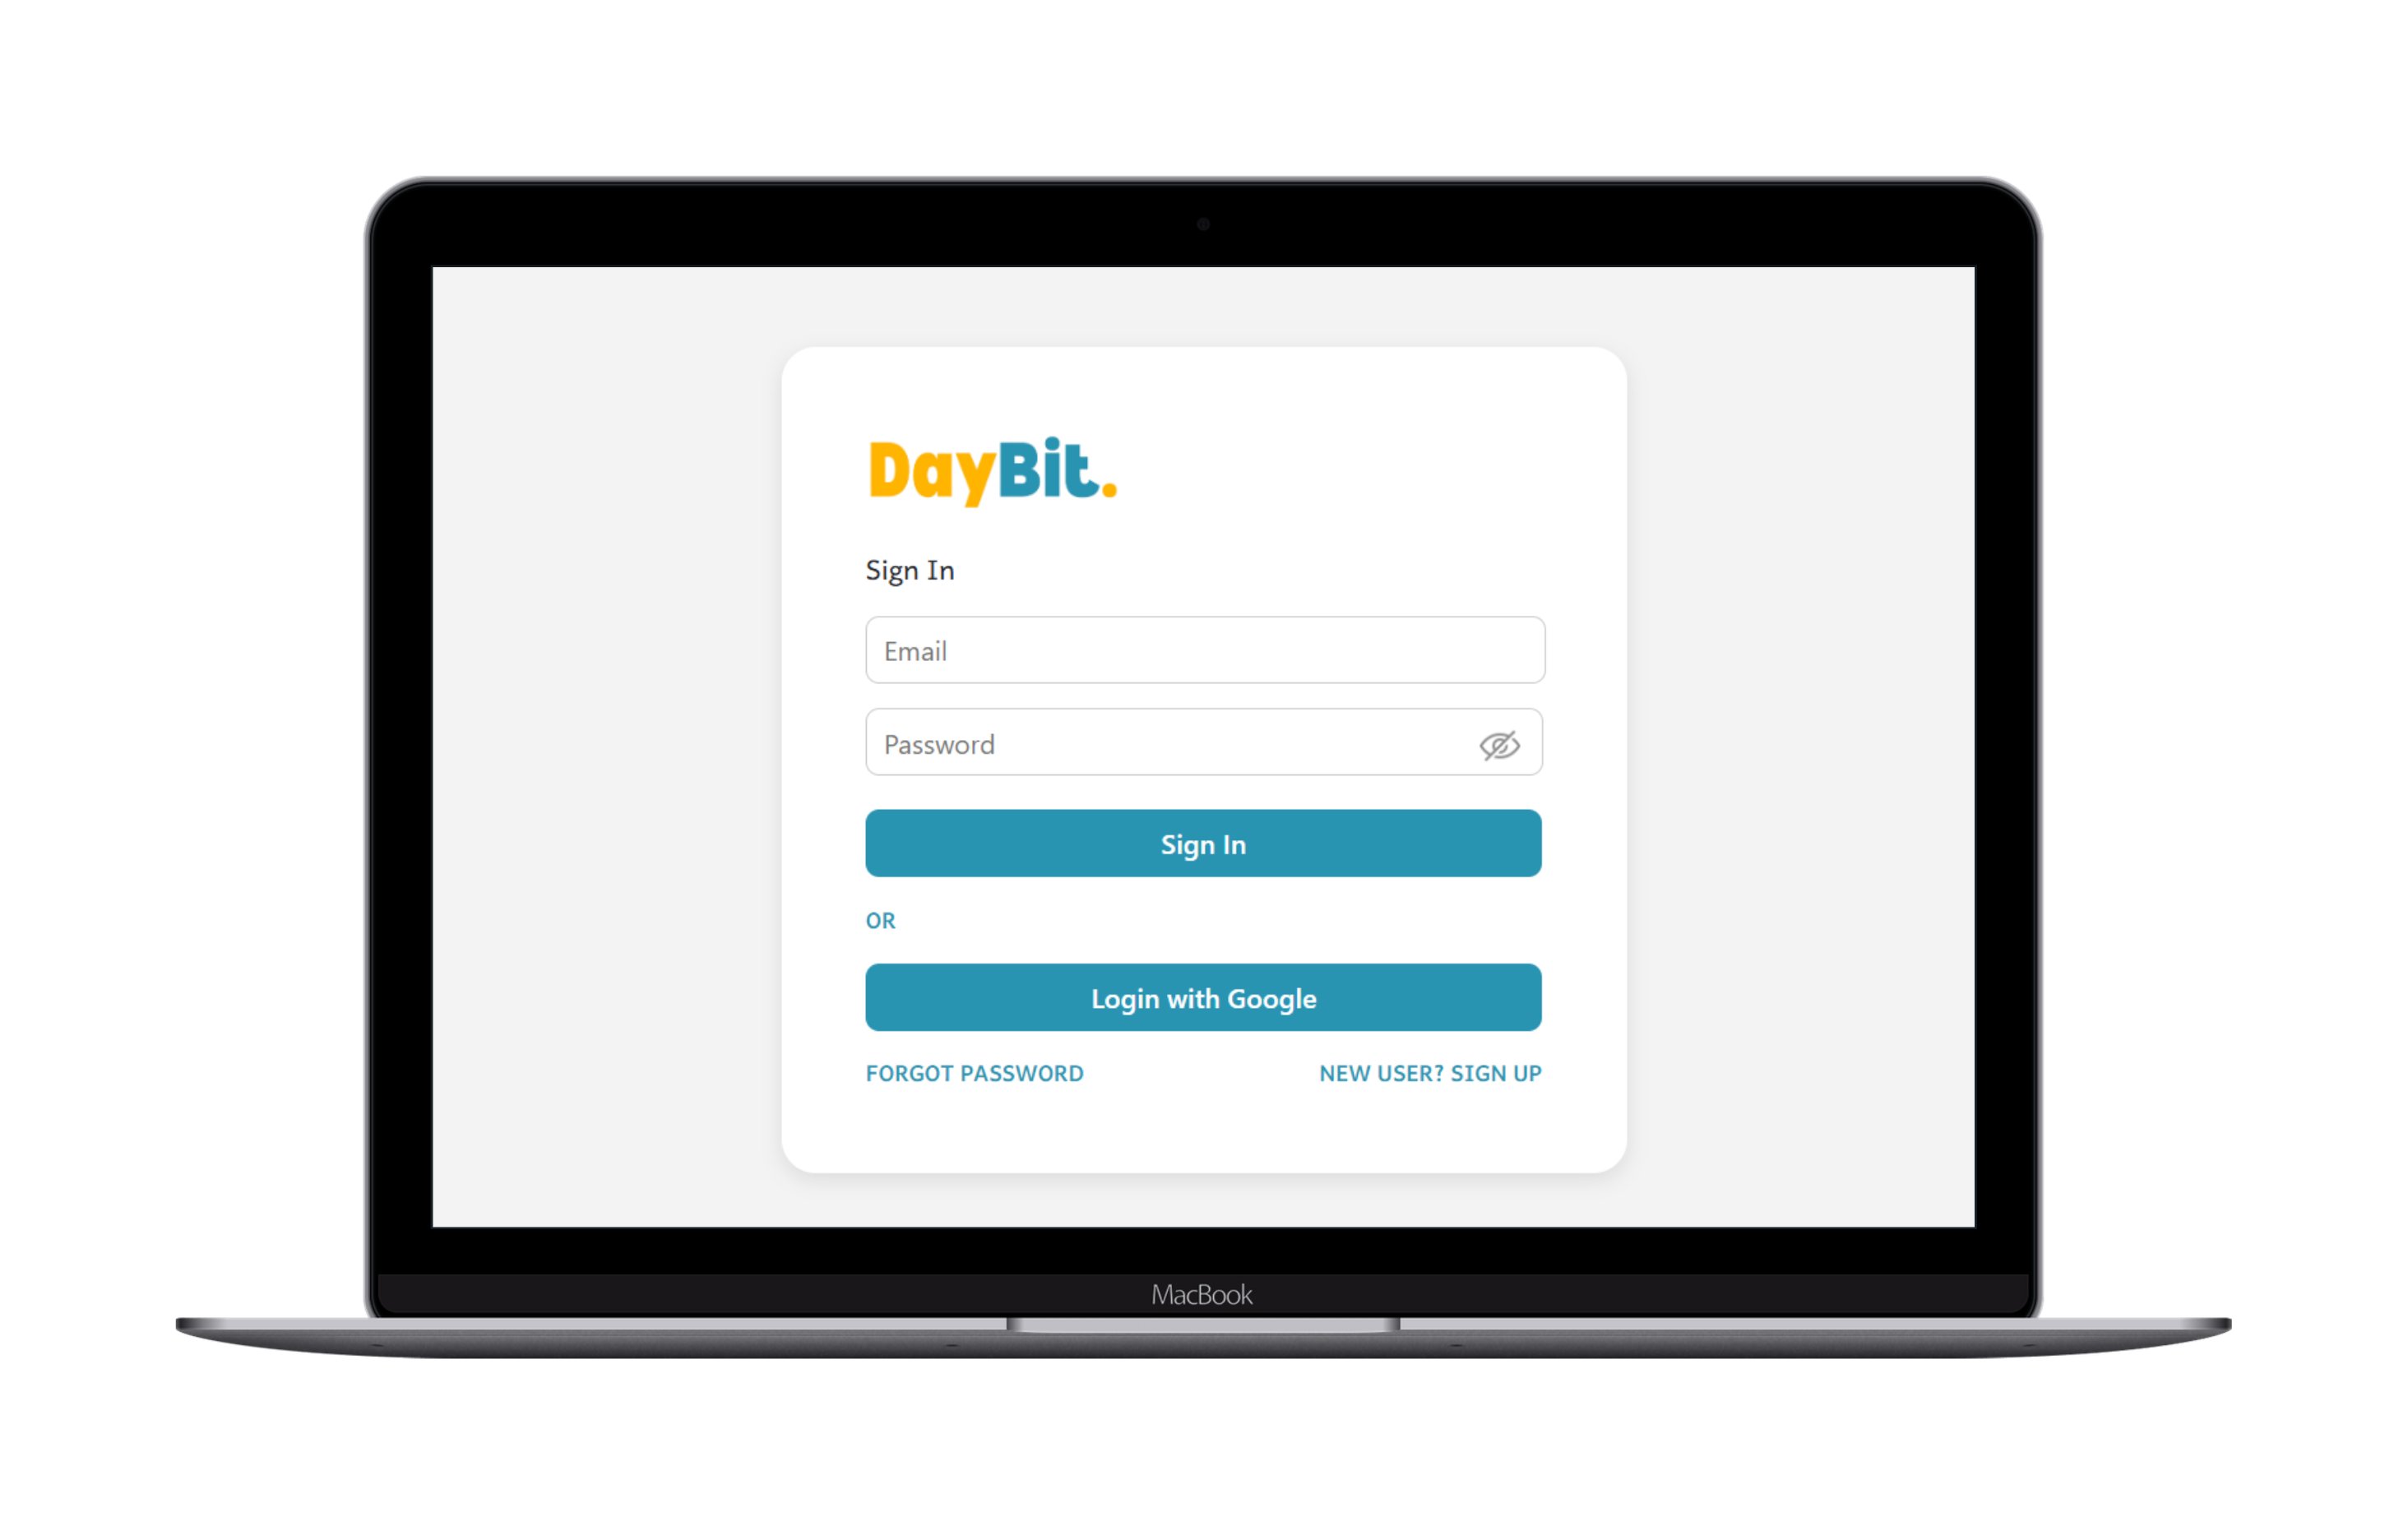 DayBit.
Sign In
Email
Password
Sign In
OR
Login with Google
FORGOT PASSWORD NEW USER? SIGN UP
MacBook